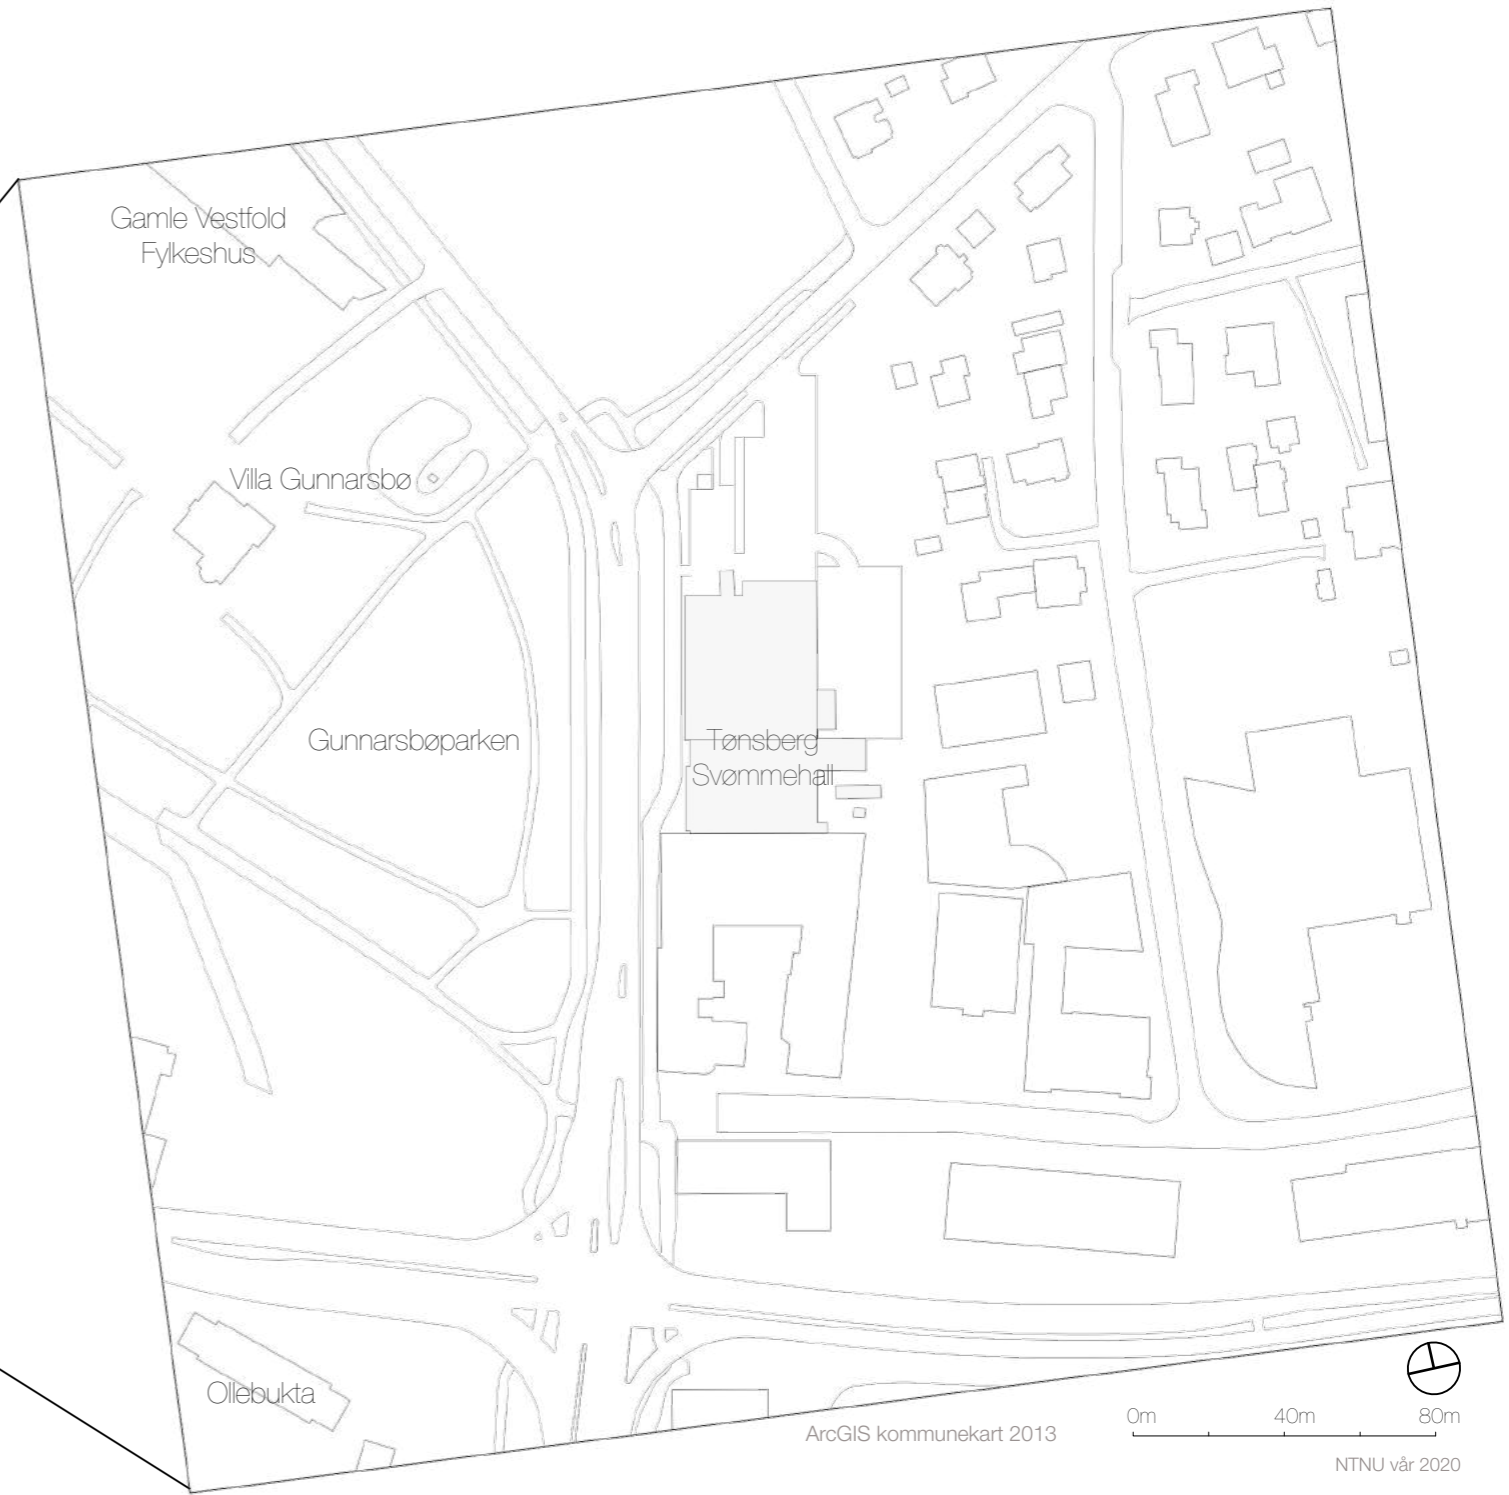 Gamle Vestfold
Fylkeshus
Villa Gunnarsbø
Gunnarsbøparken
Tønsberg
Svømmehall
Ollebukta
ArcGIS kommunekart 2013
0m 40m 80m
NTNU vår 2020